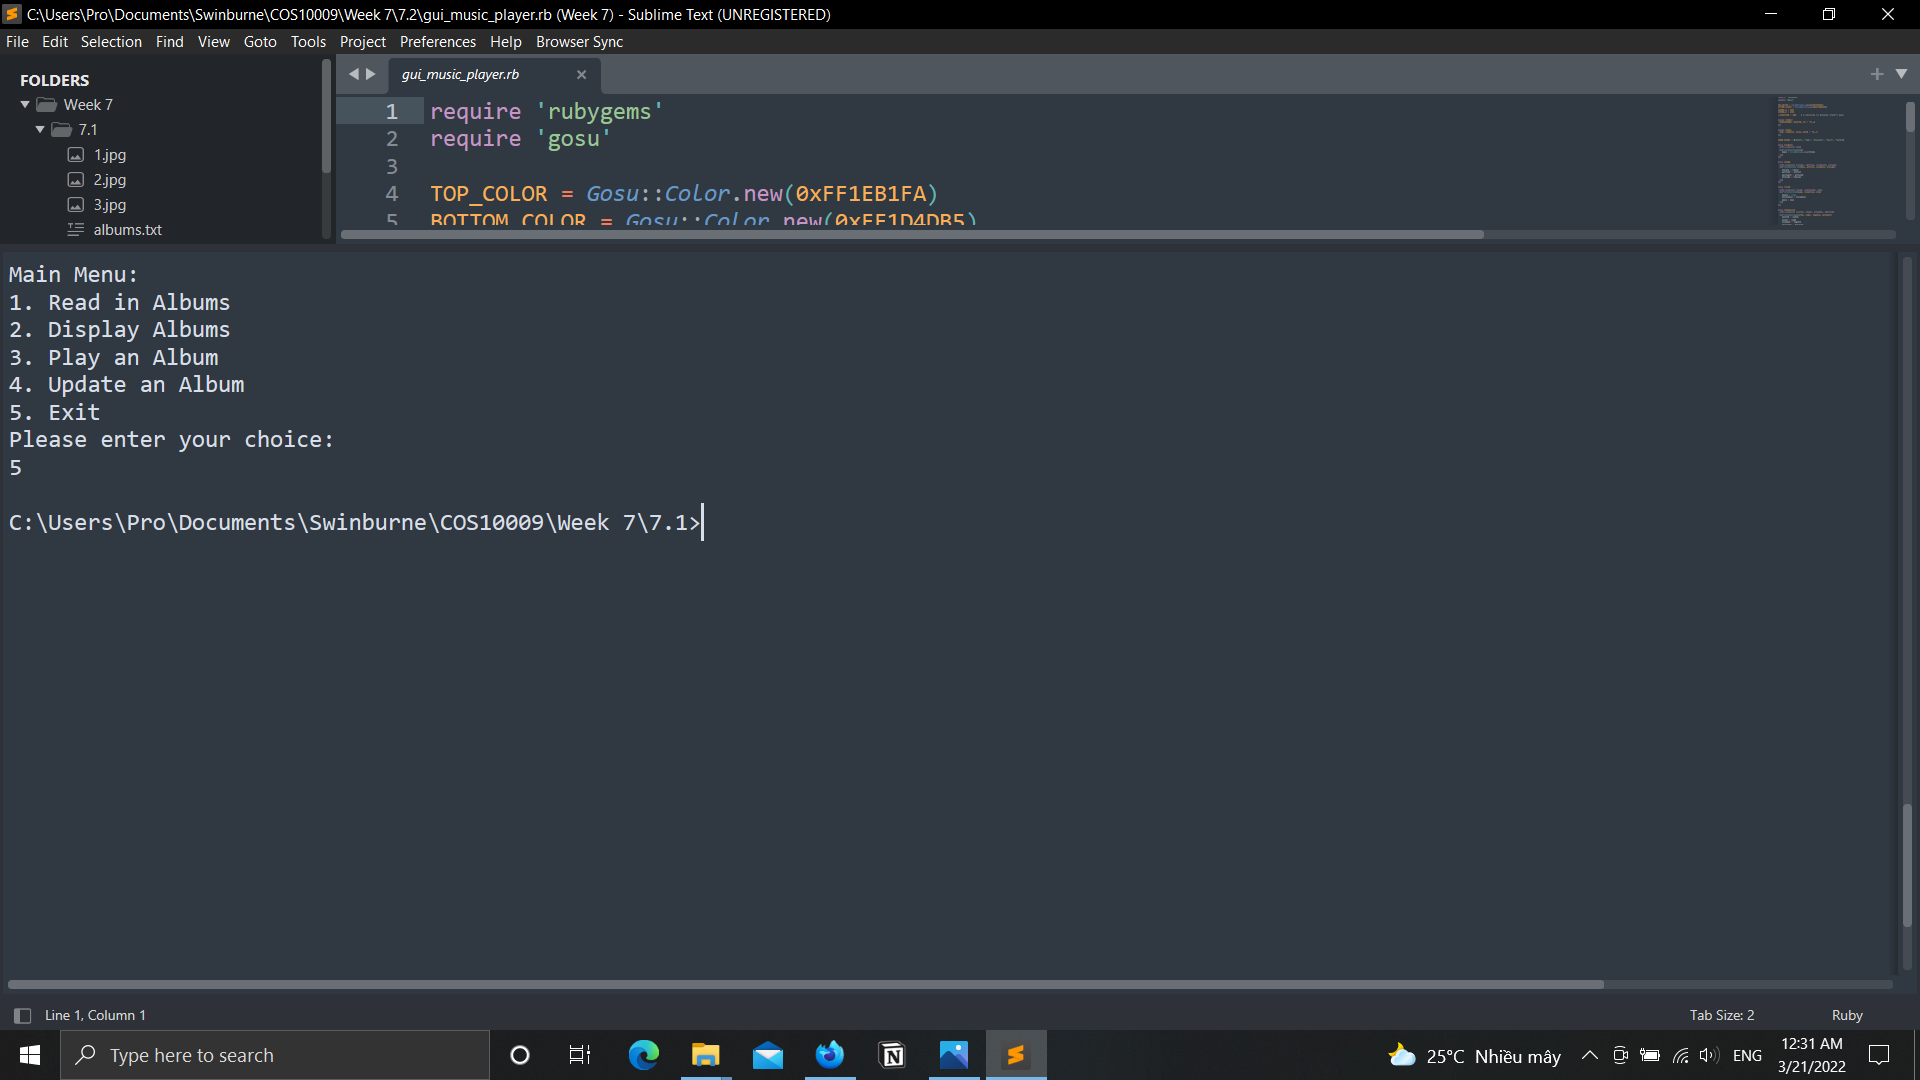 C:\Users\Pro\Documents\Swinburne\COS10009\Week 7\7.2\gui_music_player.rb (Week 7) - Sublime Text (UNREGISTERED)
File Edit Selection Find View Goto Tools Project Preferences Help Browser Sync
FOLDERS
Week 7
7.1
1.jpg
2.jpg
3.jpg
albums.txt
gui_music_player.rb
1 require 'rubygems'
2 require 'gosu'
3
4 TOP_COLOR = Gosu::Color.new(0xFF1EB1FA)
5 BOTTOM_COLOR = Gosu::Color.new(0xFF1D4DB5)
Main Menu:
1. Read in Albums
2. Display Albums
3. Play an Album
4. Update an Album
5. Exit
Please enter your choice:
5
C:\Users\Pro\Documents\Swinburne\COS10009\Week 7\7.1>
Line 1, Column 1
Tab Size: 2
Ruby
Type here to search
25°C Nhiều mây
ENG
12:31 AM
3/21/2022